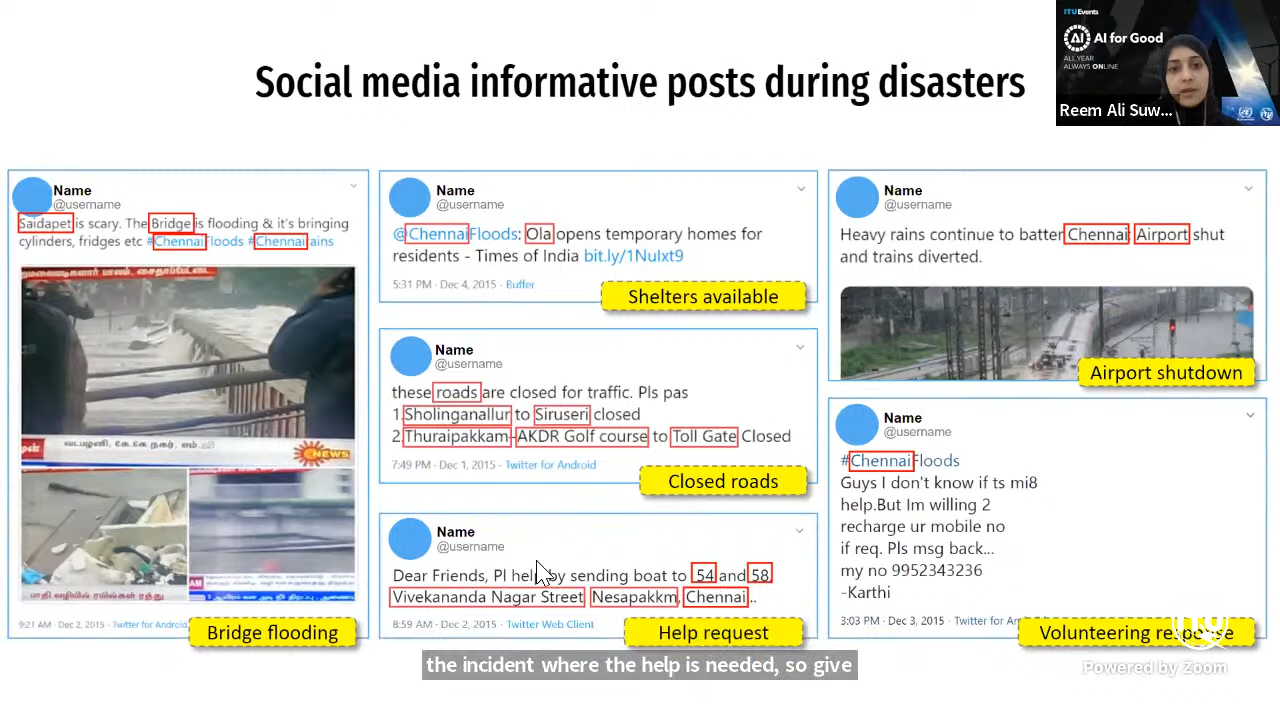 Social media informative posts during disasters
ITUEvents
AI
AI for Good
ALL YEAR
ALWAYS ONLINE
Reem Ali Suw...
Name
@username
Saidapet is scary. The Bridge is flooding & it's bringing
cylinders, fridges etc #ChennaiFloods #Chennairains
வடபழனி, கே.கே.நகர், எம்.ஜி
NEWS
9:21 AM - Dec 2, 2015 - Twitter for Android
Bridge flooding
Name
@username
@ChennaiFloods: Ola opens temporary homes for
residents - Times of India bit.ly/1NuIxt9
5:31 PM - Dec 4, 2015 - Buffer
Shelters available
Name
@username
these roads are closed for traffic. Pls pas
1.Sholinganallur to Siruseri closed
2.Thuraipakkam-AKDR Golf course to Toll Gate Closed
7:49 PM - Dec 1, 2015 - Twitter for Android
Closed roads
Name
@username
Dear Friends, Pl help by sending boat to 54 and 58
Vivekananda Nagar Street Nesapakkm, Chennai..
8:59 AM - Dec 2, 2015 - Twitter Web Client
Help request
Name
@username
Heavy rains continue to batter Chennai: Airport shut
and trains diverted.
Airport shutdown
Name
@username
#ChennaiFloods
Guys I don't know if ts mi8
help.But Im willing 2
recharge ur mobile no
if req. Pls msg back...
my no 9952343236
-Karthi
3:03 PM - Dec 3, 2015 - Twitter for An
Volunteering response
ITU
the incident where the help is needed, so give
Powered by Zoom